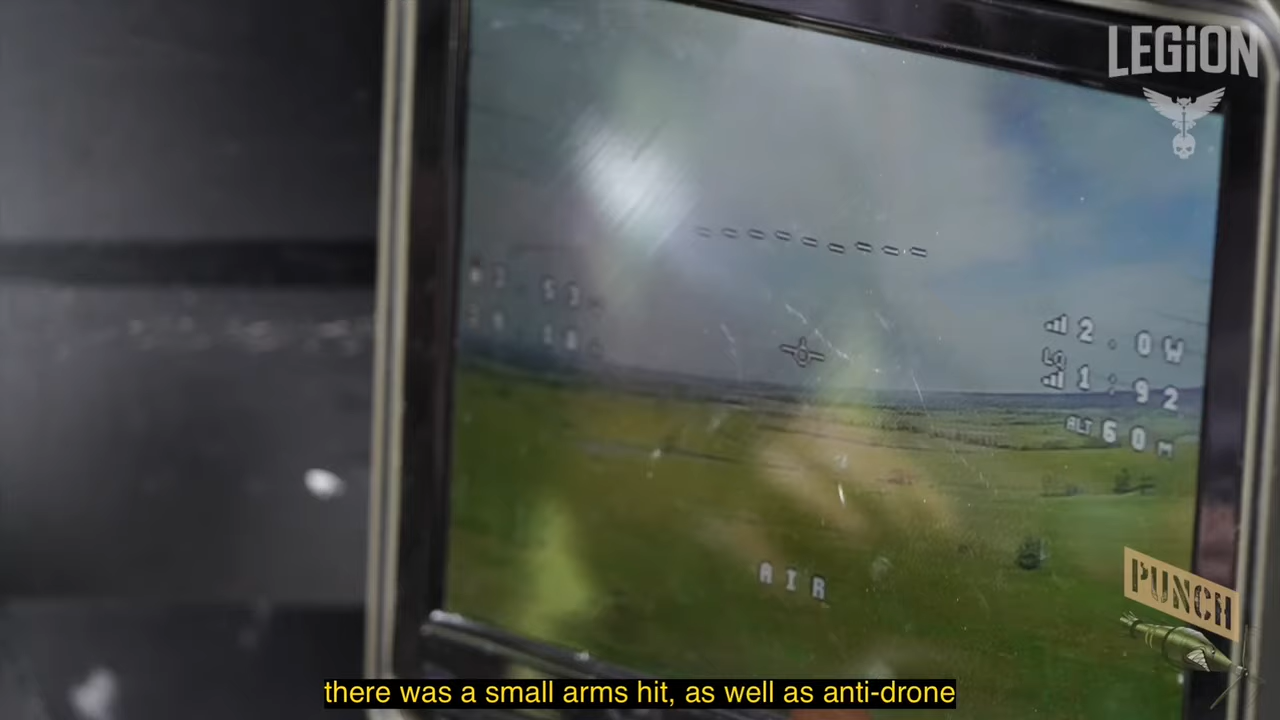 LEGION
2.0W
LQ
1:92
ALT 60M
AIR
PUNCH
there was a small arms hit, as well as anti-drone